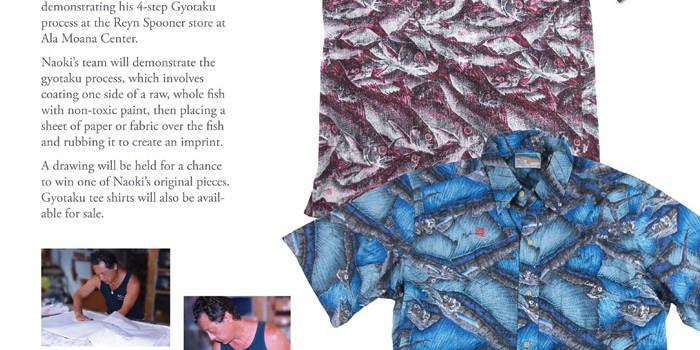 demonstrating his 4-step Gyotaku
process at the Reyn Spooner store at
Ala Moana Center.
Naoki's team will demonstrate the
gyotaku process, which involves
coating one side of a raw, whole fish
with non-toxic paint, then placing a
sheet of paper or fabric over the fish
and rubbing it to create an imprint.
A drawing will be held for a chance
to win one of Naoki's original pieces.
Gyotaku tee shirts will also be avail-
able for sale.